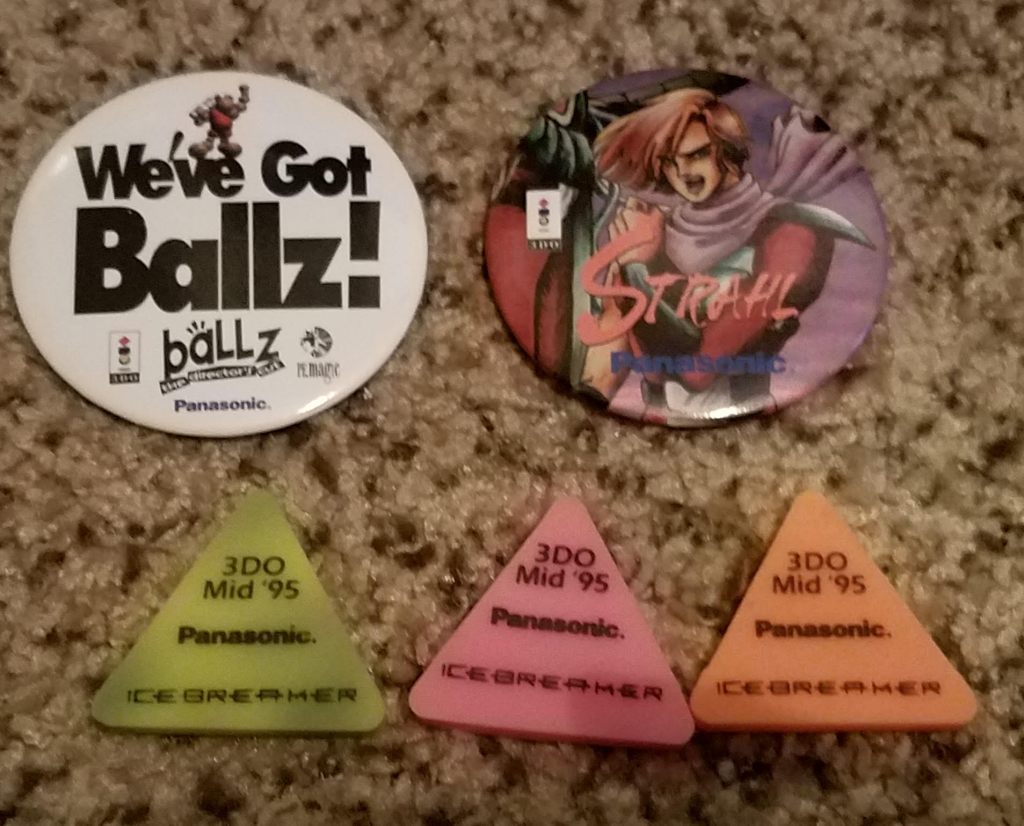 We've Got
Ballz!
3DO
ballz
the director's cut
P.F.Magic
Panasonic.
3DO
STRAHL
Panasonic.
3DO
Mid '95
Panasonic.
ICEBREAKER
3DO
Mid '95
Panasonic.
ICEBREAKER
3DO
Mid '95
Panasonic.
ICEBREAKER